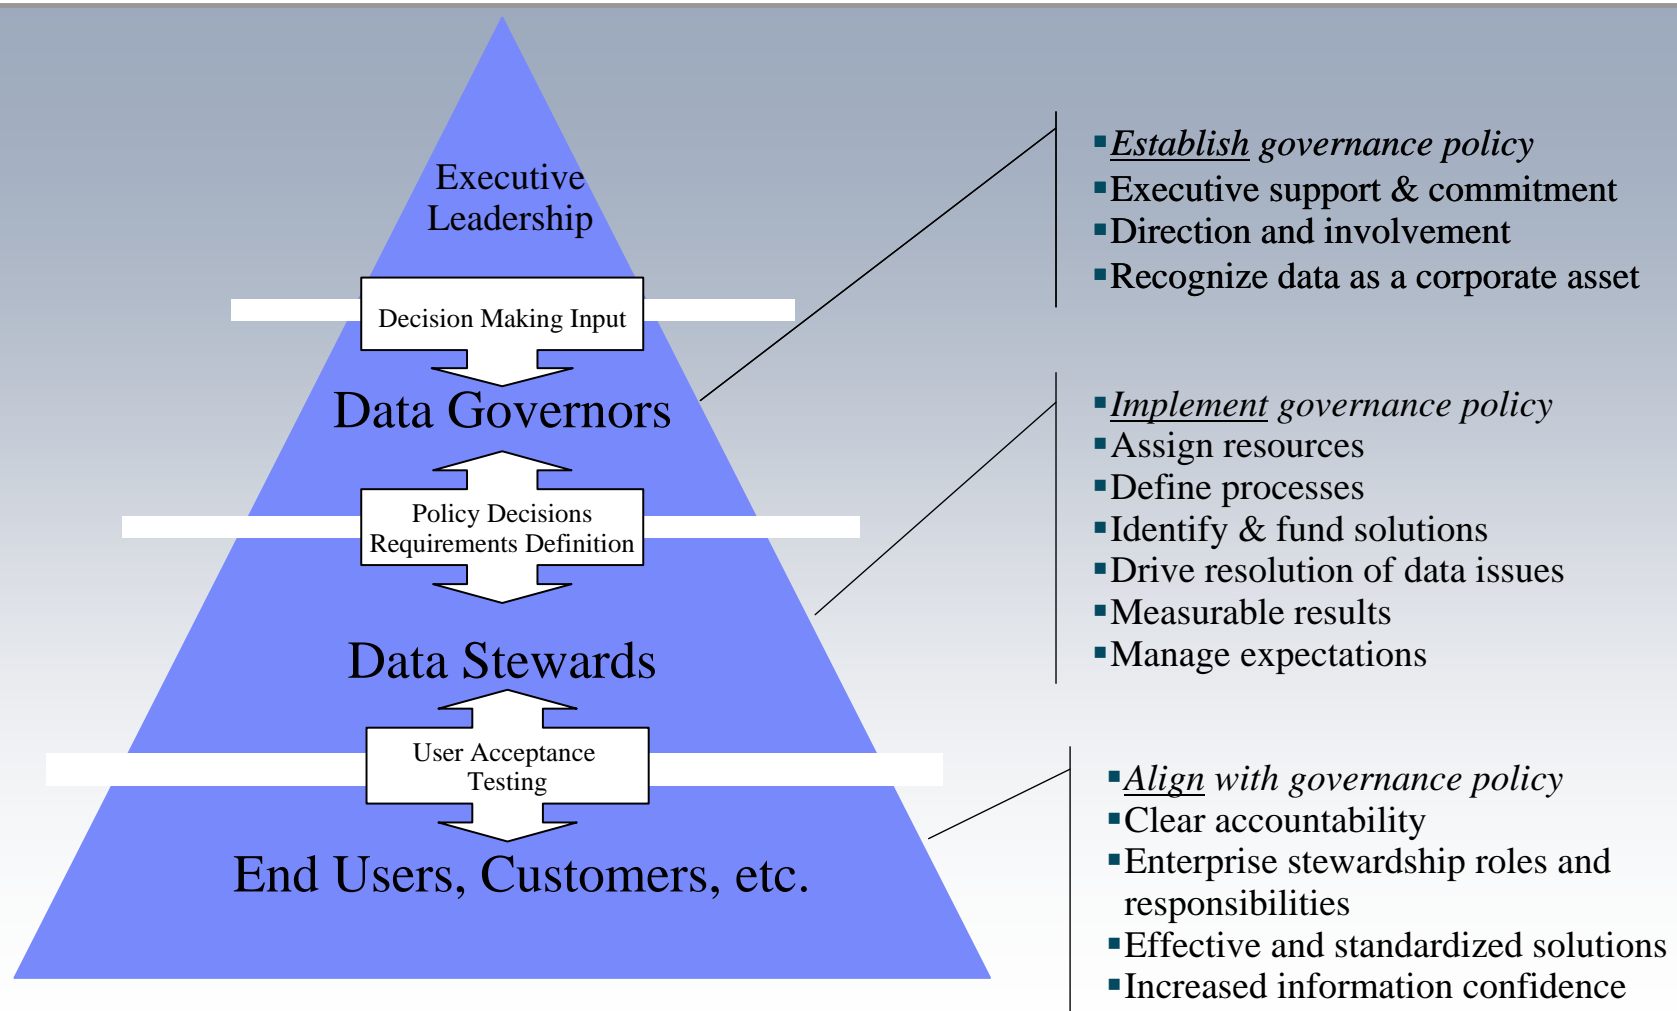 Executive
Leadership
Decision Making Input
Data Governors
Policy Decisions
Requirements Definition
Data Stewards
User Acceptance
Testing
End Users, Customers, etc.
▪Establish governance policy
▪Executive support & commitment
▪Direction and involvement
▪Recognize data as a corporate asset
▪Implement governance policy
▪Assign resources
▪Define processes
▪Identify & fund solutions
▪Drive resolution of data issues
▪Measurable results
▪Manage expectations
▪Align with governance policy
▪Clear accountability
▪Enterprise stewardship roles and
responsibilities
▪Effective and standardized solutions
▪Increased information confidence